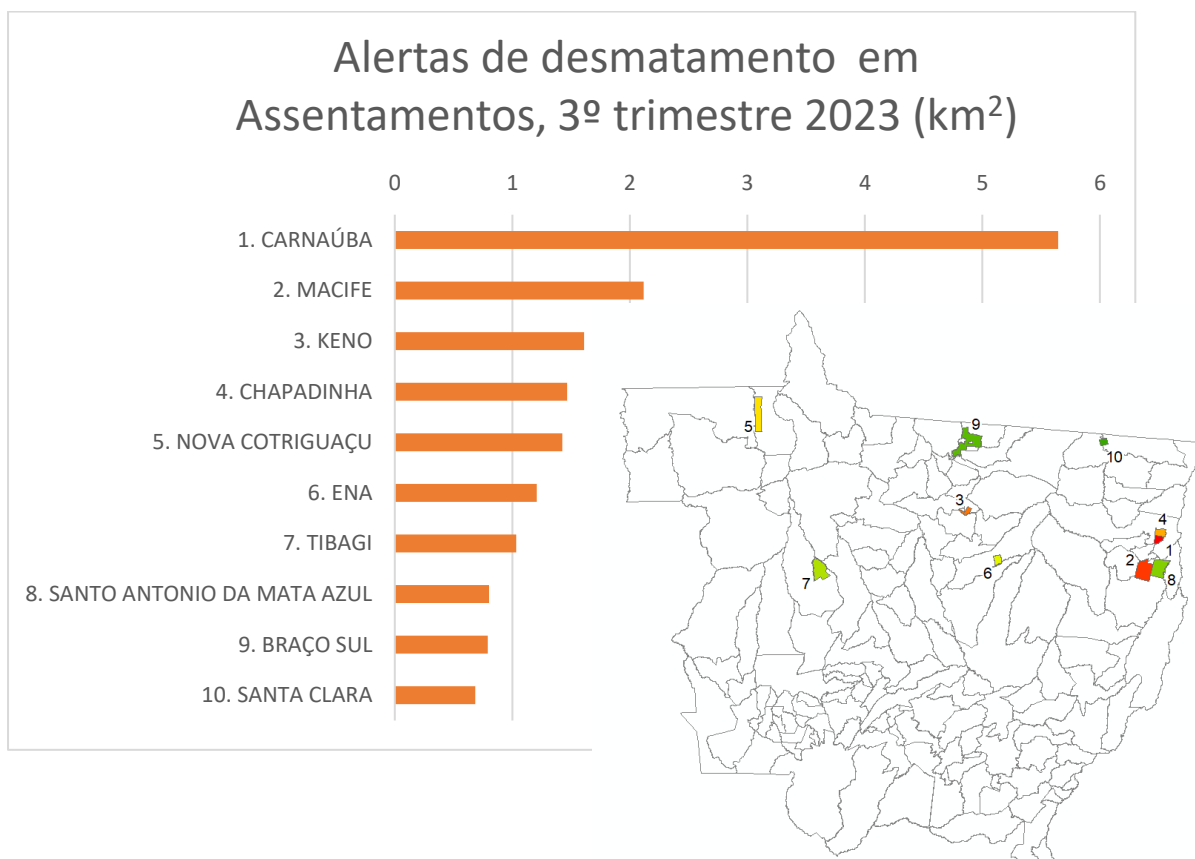 Alertas de desmatamento em
Assentamentos, 3º trimestre 2023 (km²)
0 1 2 3 4 5 6
1. CARNAÚBA
2. MACIFE
3. KENO
4. CHAPADINHA
5. NOVA COTRIGUAÇU
6. ENA
7. TIBAGI
8. SANTO ANTONIO DA MATA AZUL
9. BRAÇO SUL
10. SANTA CLARA
5
9
10
3
4
1
2
6
7
8